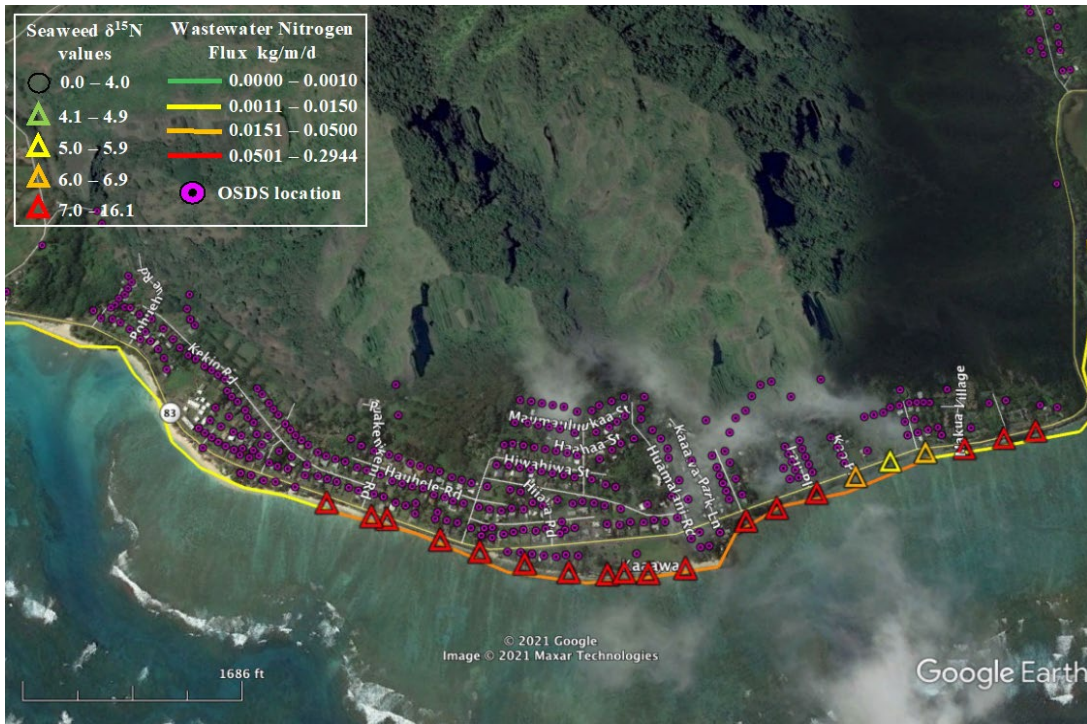 Seaweed δ¹⁵N values
Wastewater Nitrogen Flux kg/m/d
0.0 – 4.0
4.1 – 4.9
5.0 – 5.9
6.0 – 6.9
7.0 – 16.1
0.0000 – 0.0010
0.0011 – 0.0150
0.0151 – 0.0500
0.0501 – 0.2944
OSDS location
Kekio Rd
83
Hauhele Rd
Haahaa St
Hiwahiwa St
Huamalani Rd
Kaaawa Park Ln
Kaaawa
Village
© 2021 Google
Image © 2021 Maxar Technologies
1686 ft
Google Earth